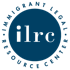 IMMIGRANT LEGAL
ilrc
RESOURCE CENTER